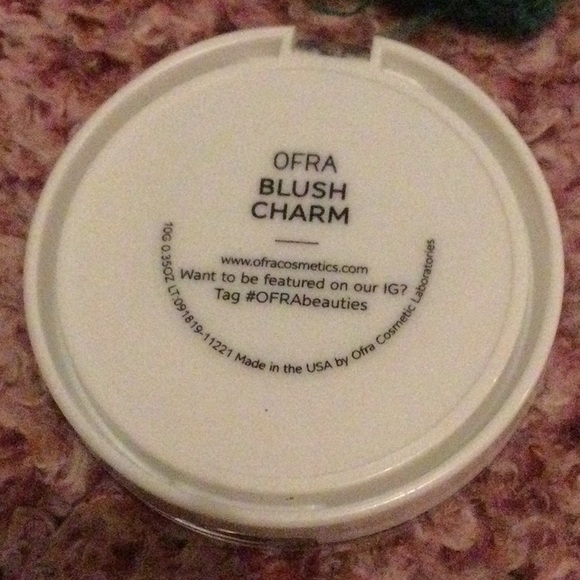 OFRA
BLUSH
CHARM
www.ofracosmetics.com
Want to be featured on our IG?
Tag #OFRAbeauties
10G 0.35OZ LT:091819-11221 Made in the USA by Ofra Cosmetic Laboratories